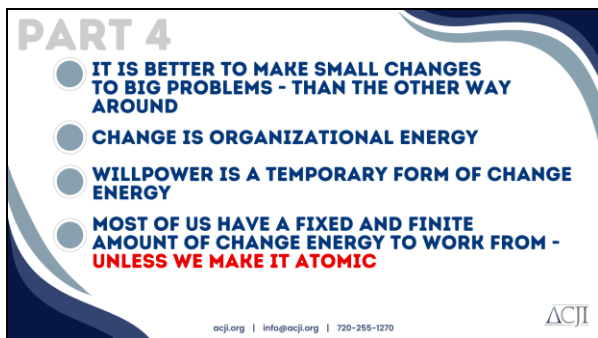 PART 4
IT IS BETTER TO MAKE SMALL CHANGES
TO BIG PROBLEMS - THAN THE OTHER WAY
AROUND
CHANGE IS ORGANIZATIONAL ENERGY
WILLPOWER IS A TEMPORARY FORM OF CHANGE
ENERGY
MOST OF US HAVE A FIXED AND FINITE
AMOUNT OF CHANGE ENERGY TO WORK FROM -
UNLESS WE MAKE IT ATOMIC
acji.org | info@acji.org | 720-255-1270
ACJI